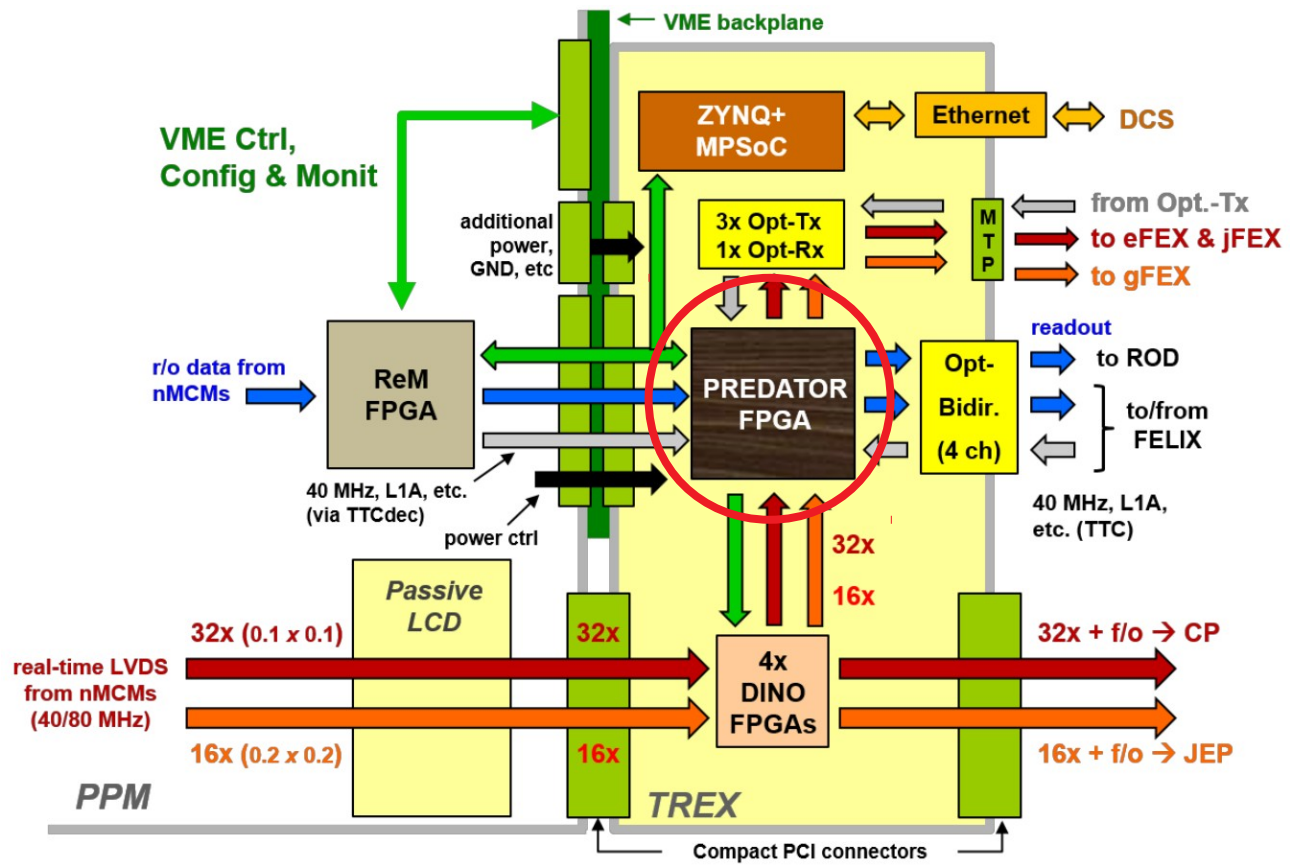 VME backplane
ZYNQ+
MPSoC
Ethernet
DCS
VME Ctrl,
Config & Monit
additional
power,
GND, etc
3x Opt-Tx
1x Opt-Rx
MTP
from Opt.-Tx
to eFEX & jFEX
to gFEX
r/o data from
nMCMs
ReM
FPGA
PREDATOR
FPGA
Opt-
Bidir.
(4 ch)
readout
to ROD
to/from
FELIX
40 MHz, L1A, etc.
(via TTCdec)
power ctrl
40 MHz, L1A,
etc. (TTC)
32x
16x
Passive
LCD
32x (0.1 x 0.1)
32x
real-time LVDS
from nMCMs
(40/80 MHz)
16x (0.2 x 0.2)
16x
4x
DINO
FPGAs
32x + f/o → CP
16x + f/o → JEP
PPM
TREX
Compact PCI connectors